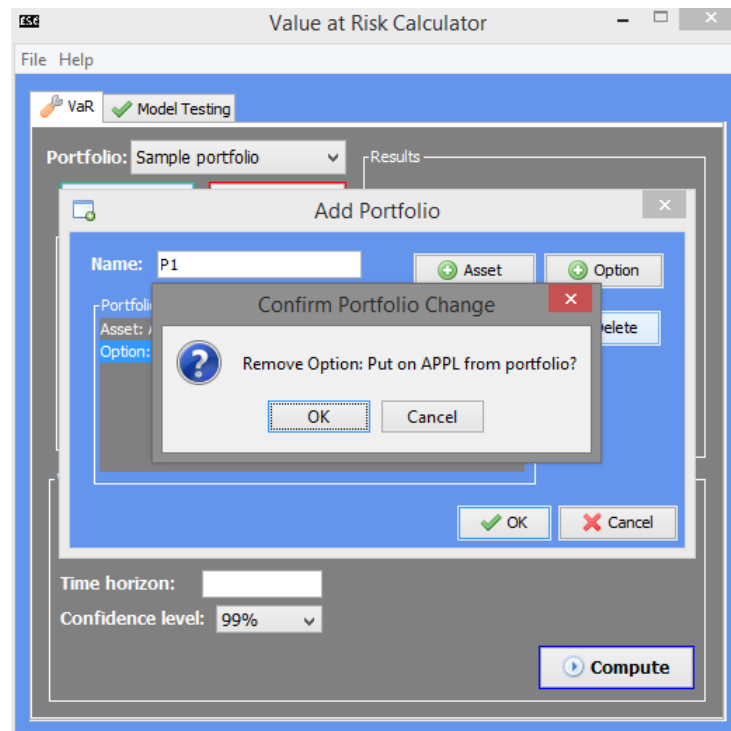 Value at Risk Calculator
File Help
VaR Model Testing
Portfolio: Sample portfolio
Results
Add Portfolio
Name: P1
Asset Option
Confirm Portfolio Change
Asset:
Option:
Remove Option: Put on APPL from portfolio?
OK Cancel
OK Cancel
Time horizon:
Confidence level: 99%
Compute